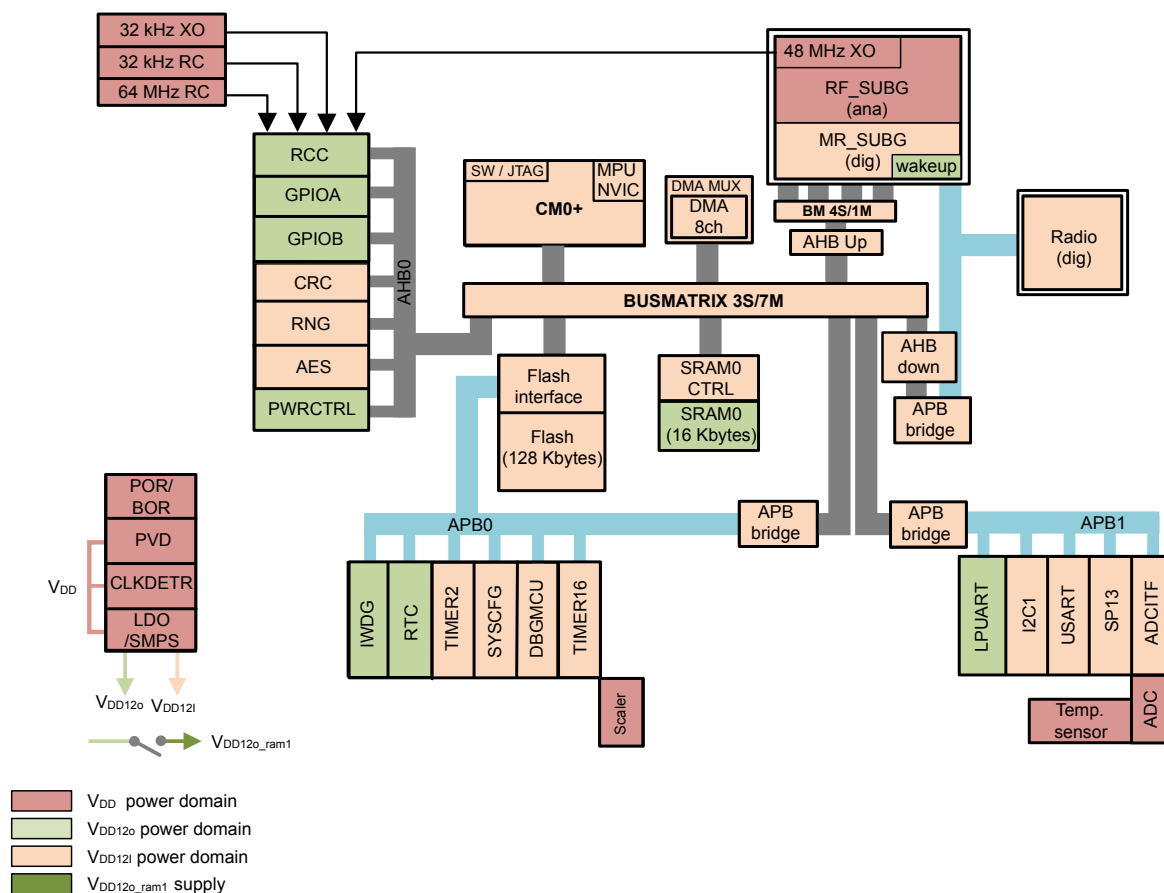 32 kHz XO
32 kHz RC
64 MHz RC
48 MHz XO
RF_SUBG
(ana)
MR_SUBG
(dig)
wakeup
RCC
GPIOA
GPIOB
CRC
RNG
AES
PWRCTRL
AHB0
SW / JTAG
MPU
NVIC
CM0+
DMA MUX
DMA
8ch
BM 4S/1M
AHB Up
Radio
(dig)
BUSMATRIX 3S/7M
Flash
interface
Flash
(128 Kbytes)
SRAM0
CTRL
SRAM0
(16 Kbytes)
AHB
down
APB
bridge
POR/
BOR
PVD
CLKDETR
LDO
/SMPS
VDD
VDD12o
VDD12I
VDD12o_ram1
APB0
APB
bridge
APB
bridge
APB1
IWDG
RTC
TIMER2
SYSCFG
DBGMCU
TIMER16
Scaler
LPUART
I2C1
USART
SP13
ADCITF
Temp.
sensor
ADC
VDD power domain
VDD12o power domain
VDD12I power domain
VDD12o_ram1 supply